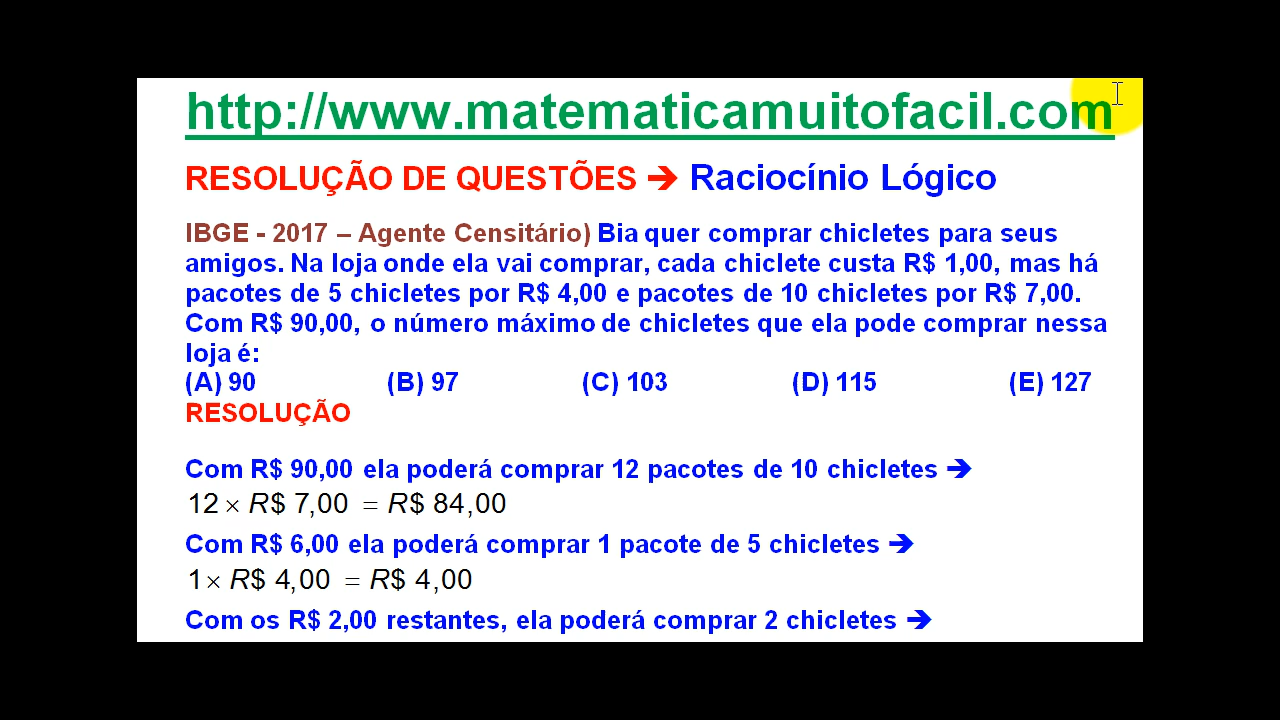 http://www.matematicamuitofacil.com
RESOLUÇÃO DE QUESTÕES ➔ Raciocínio Lógico
IBGE - 2017 – Agente Censitário) Bia quer comprar chicletes para seus
amigos. Na loja onde ela vai comprar, cada chiclete custa R$ 1,00, mas há
pacotes de 5 chicletes por R$ 4,00 e pacotes de 10 chicletes por R$ 7,00.
Com R$ 90,00, o número máximo de chicletes que ela pode comprar nessa
loja é:
(A) 90 (B) 97 (C) 103 (D) 115 (E) 127
RESOLUÇÃO
Com R$ 90,00 ela poderá comprar 12 pacotes de 10 chicletes ➔
12 × R$ 7,00 = R$ 84,00
Com R$ 6,00 ela poderá comprar 1 pacote de 5 chicletes ➔
1 × R$ 4,00 = R$ 4,00
Com os R$ 2,00 restantes, ela poderá comprar 2 chicletes ➔